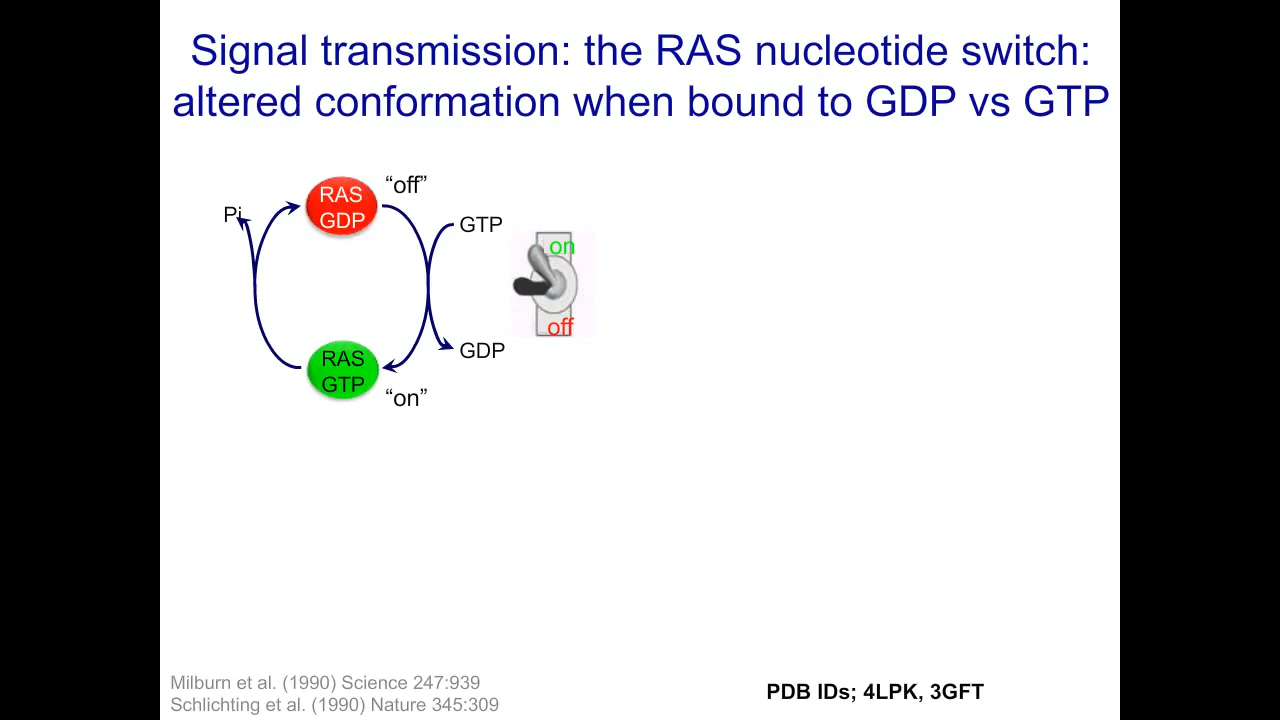 Signal transmission: the RAS nucleotide switch:
altered conformation when bound to GDP vs GTP
RAS
GDP
“off”
Pi
GTP
on
off
GDP
RAS
GTP
“on”
Milburn et al. (1990) Science 247:939
Schlichting et al. (1990) Nature 345:309
PDB IDs; 4LPK, 3GFT